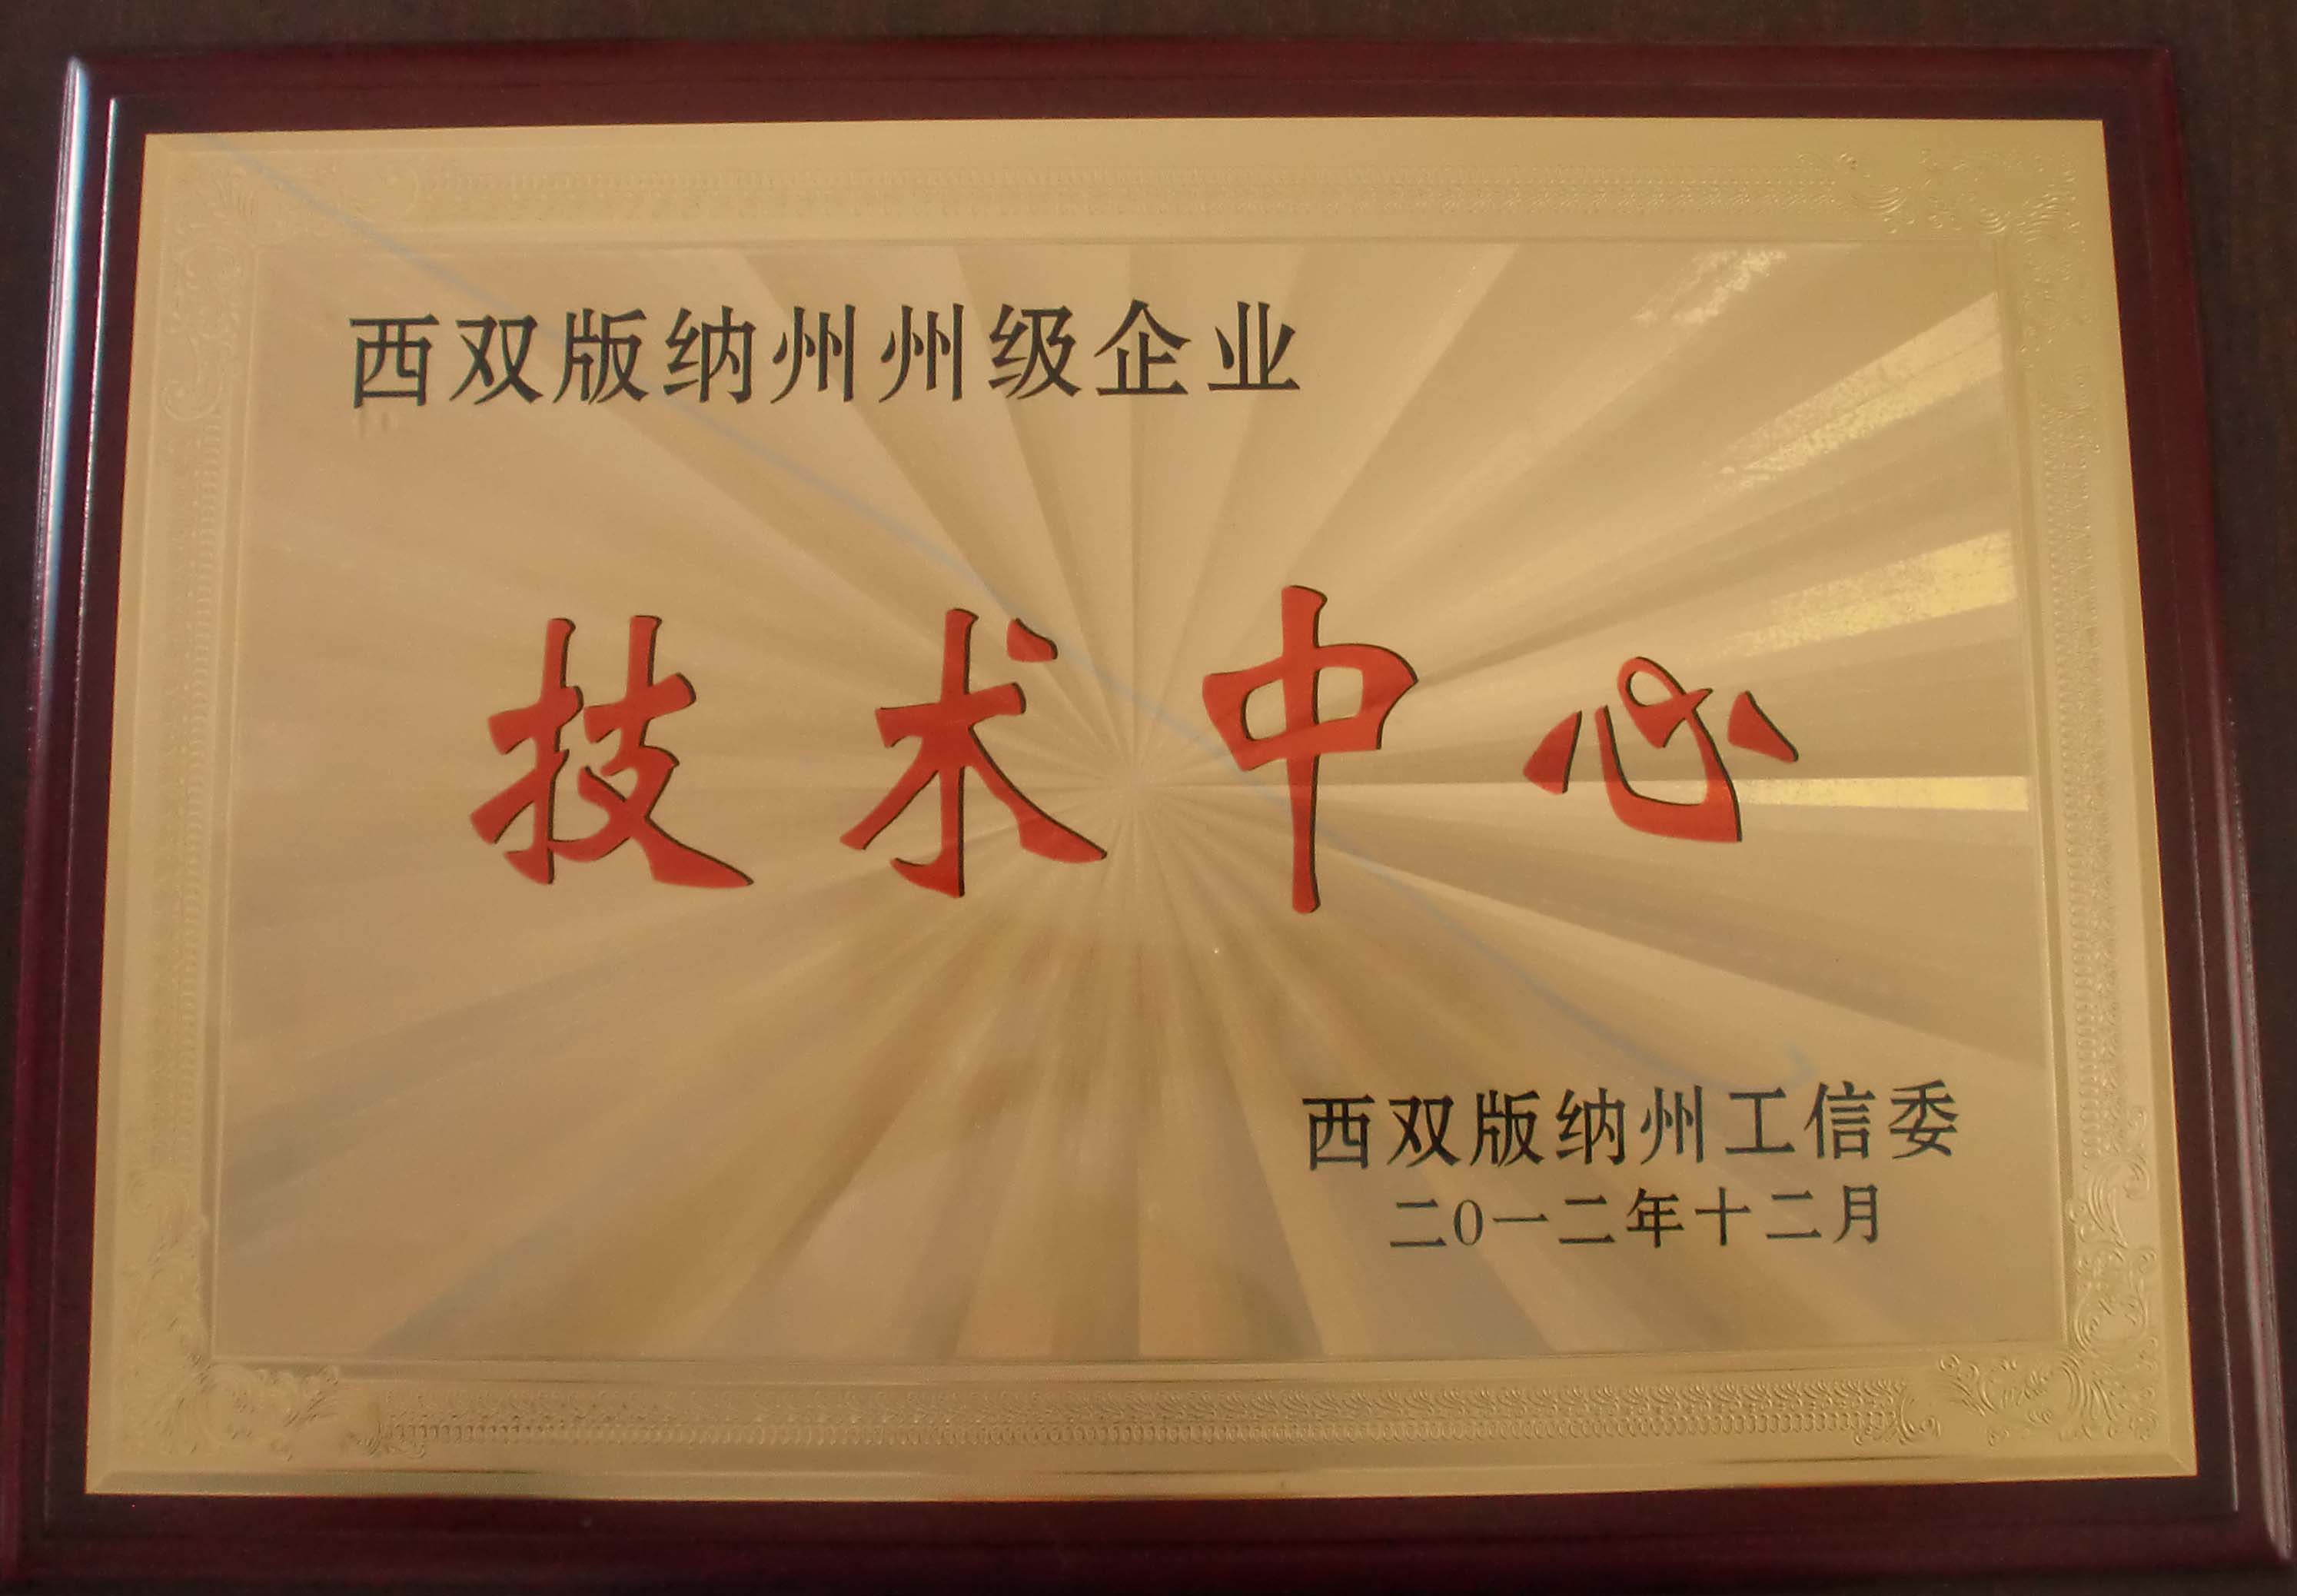 西双版纳州州级企业
技术中心
西双版纳州工信委
二0一二年十二月